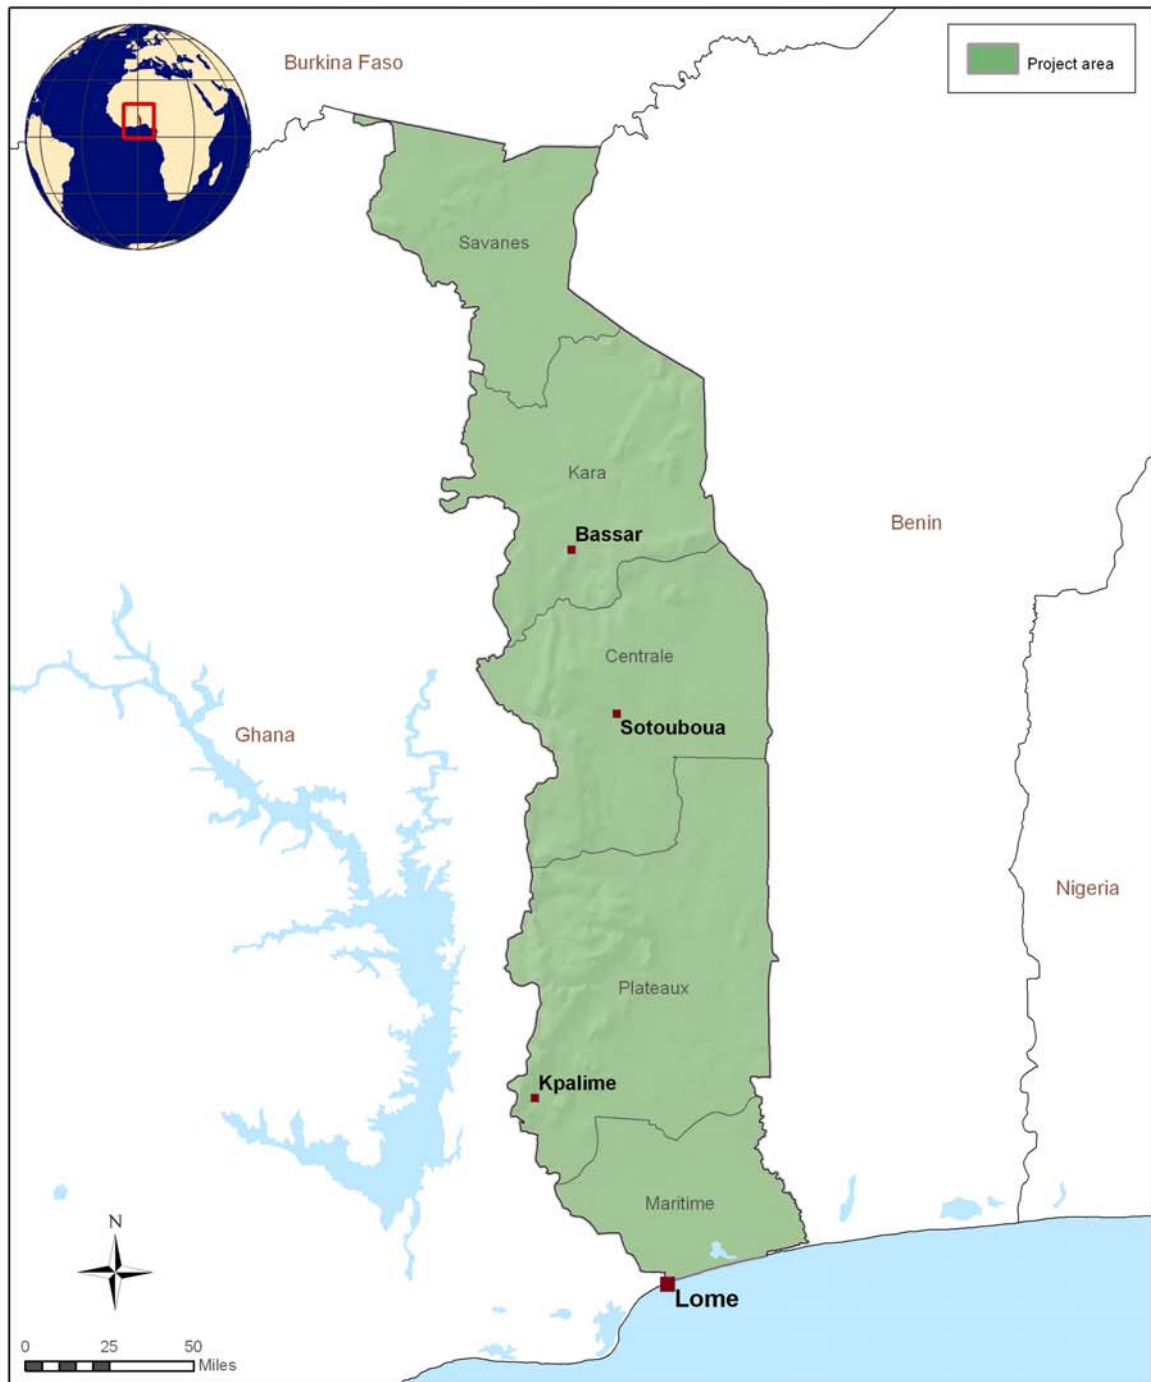 Burkina Faso
Project area
Savanes
Kara
Bassar
Benin
Centrale
Sotouboua
Ghana
Nigeria
Plateaux
Kpalime
Maritime
N
Lome
0 25 50
Miles